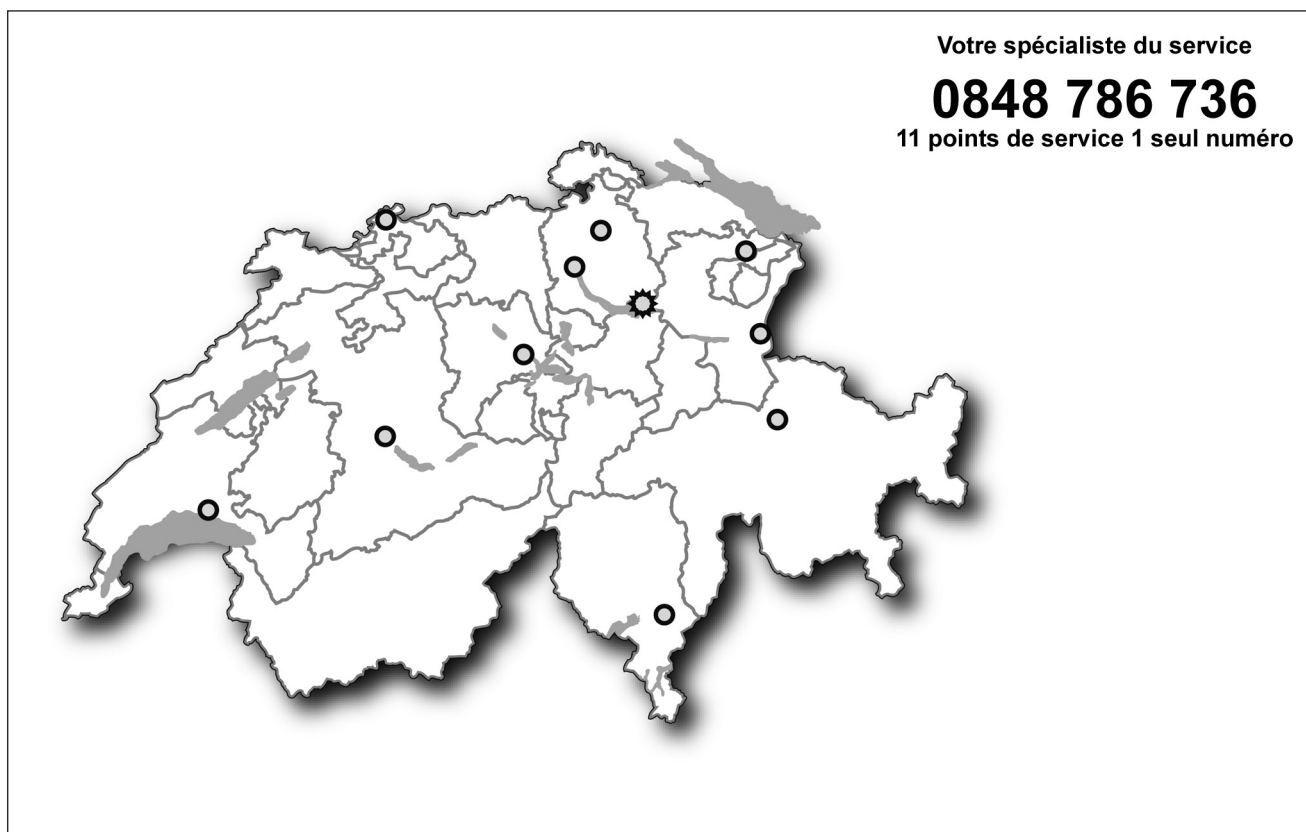 Votre spécialiste du service
0848 786 736
11 points de service 1 seul numéro